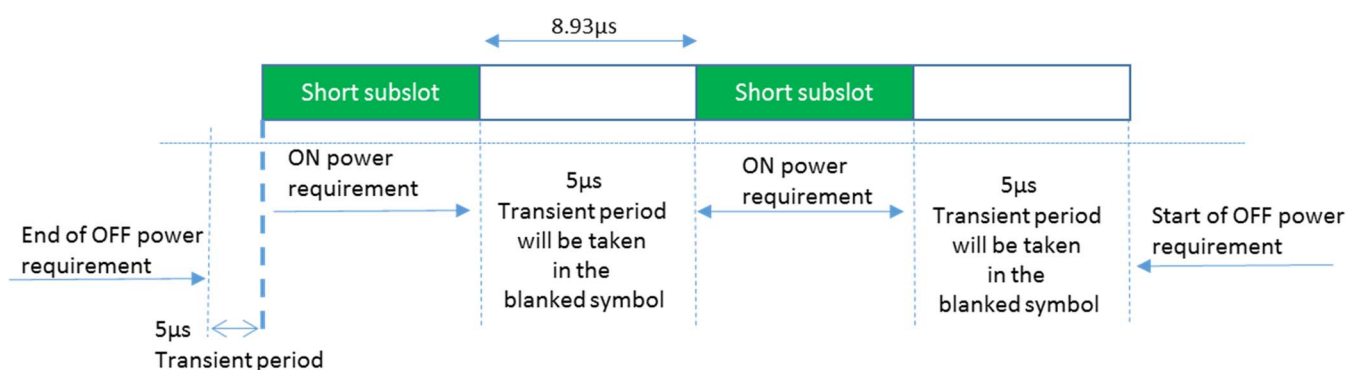 8.93µs
Short subslot
Short subslot
ON power
requirement
5µs
Transient period
will be taken
in the
blanked symbol
ON power
requirement
5µs
Transient period
will be taken
in the
blanked symbol
End of OFF power
requirement
Start of OFF power
requirement
5µs
Transient period